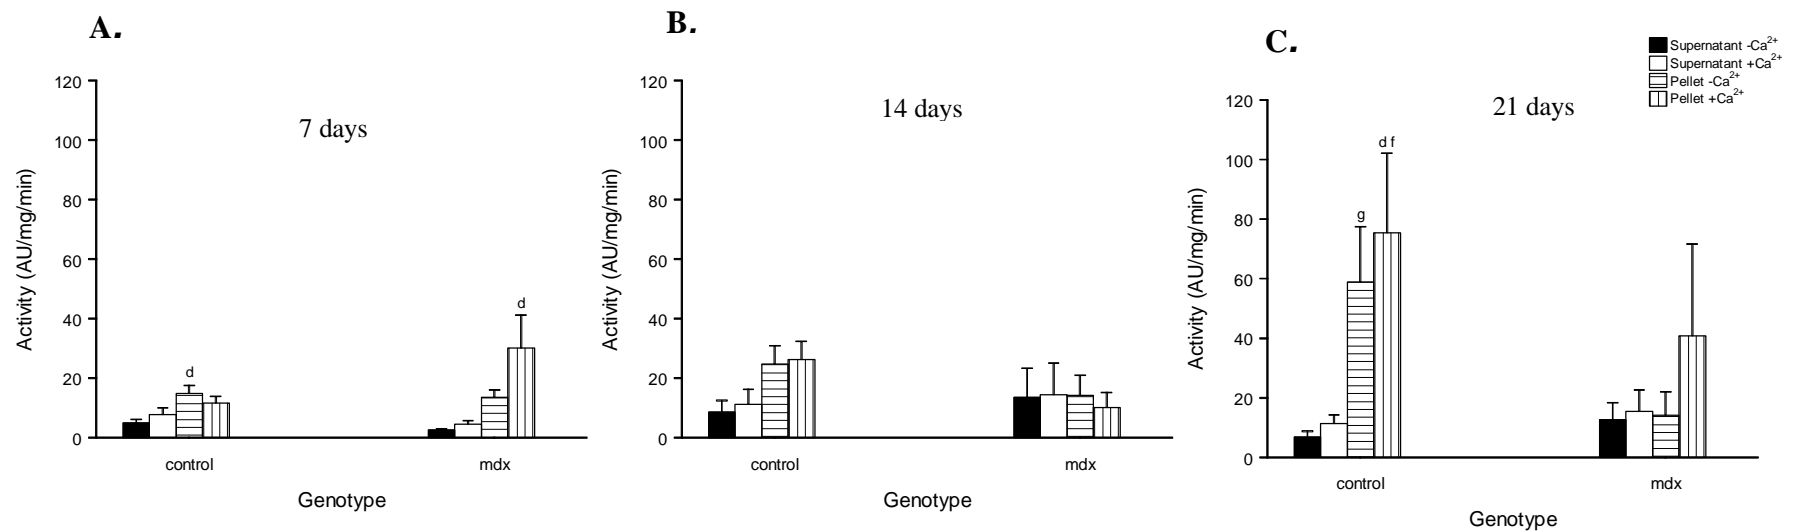 A.
7 days
120
100
80
60
40
20
0
Activity (AU/mg/min)
d
d
control
mdx
Genotype
B.
14 days
120
100
80
60
40
20
0
Activity (AU/mg/min)
control
mdx
Genotype
C.
Supernatant -Ca2+
Supernatant +Ca2+
Pellet -Ca2+
Pellet +Ca2+
21 days
120
100
80
60
40
20
0
Activity (AU/mg/min)
g
d f
control
mdx
Genotype